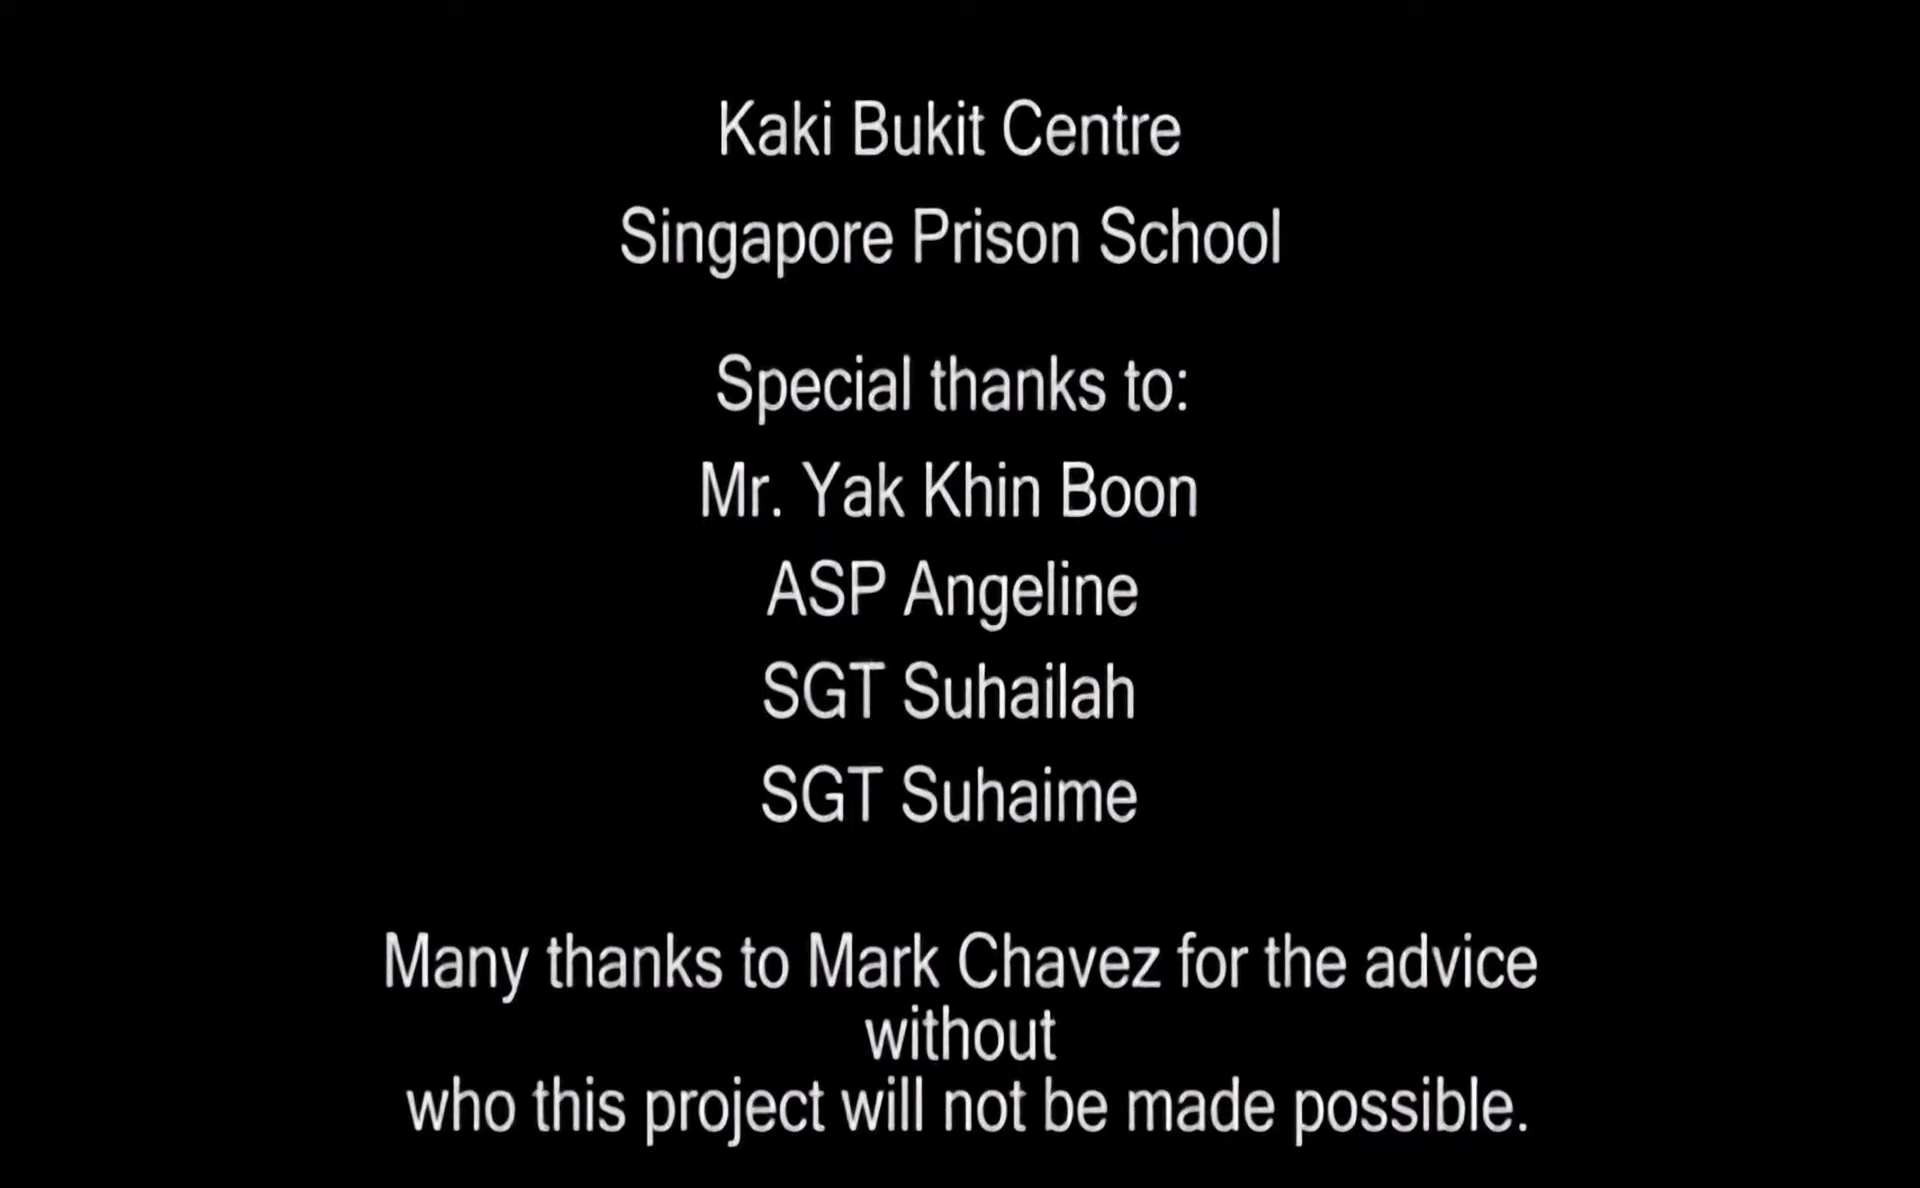 Kaki Bukit Centre
Singapore Prison School
Special thanks to:
Mr. Yak Khin Boon
ASP Angeline
SGT Suhailah
SGT Suhaime
Many thanks to Mark Chavez for the advice
without
who this project will not be made possible.